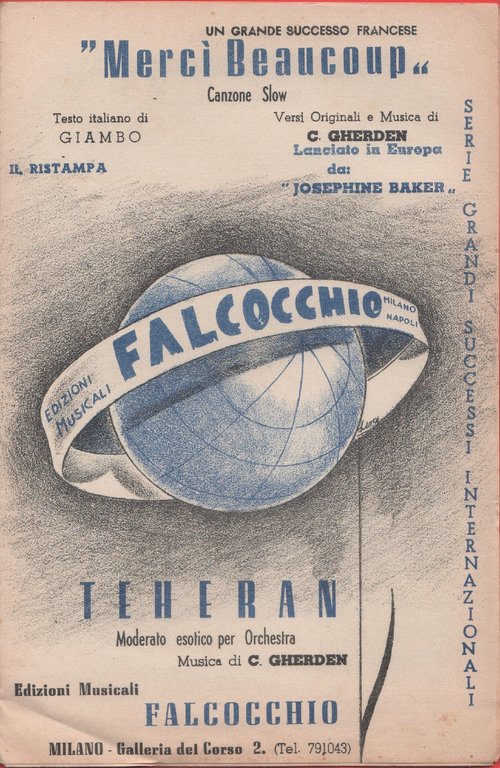 UN GRANDE SUCCESSO FRANCESE
"Mercì Beaucoup"
Canzone Slow
Testo italiano di
GIAMBO
Versi Originali e Musica di
C. GHERDEN
Lanciato in Europa
da:
"JOSEPHINE BAKER"
II. RISTAMPA
SERIE GRANDI SUCCESSI INTERNAZIONALI
EDIZIONI
MUSICALI
FALCOCCHIO
MILANO
NAPOLI
TEHERAN
Moderato esotico per Orchestra
Musica di C. GHERDEN
Edizioni Musicali
FALCOCCHIO
MILANO - Galleria del Corso 2. (Tel. 791043)